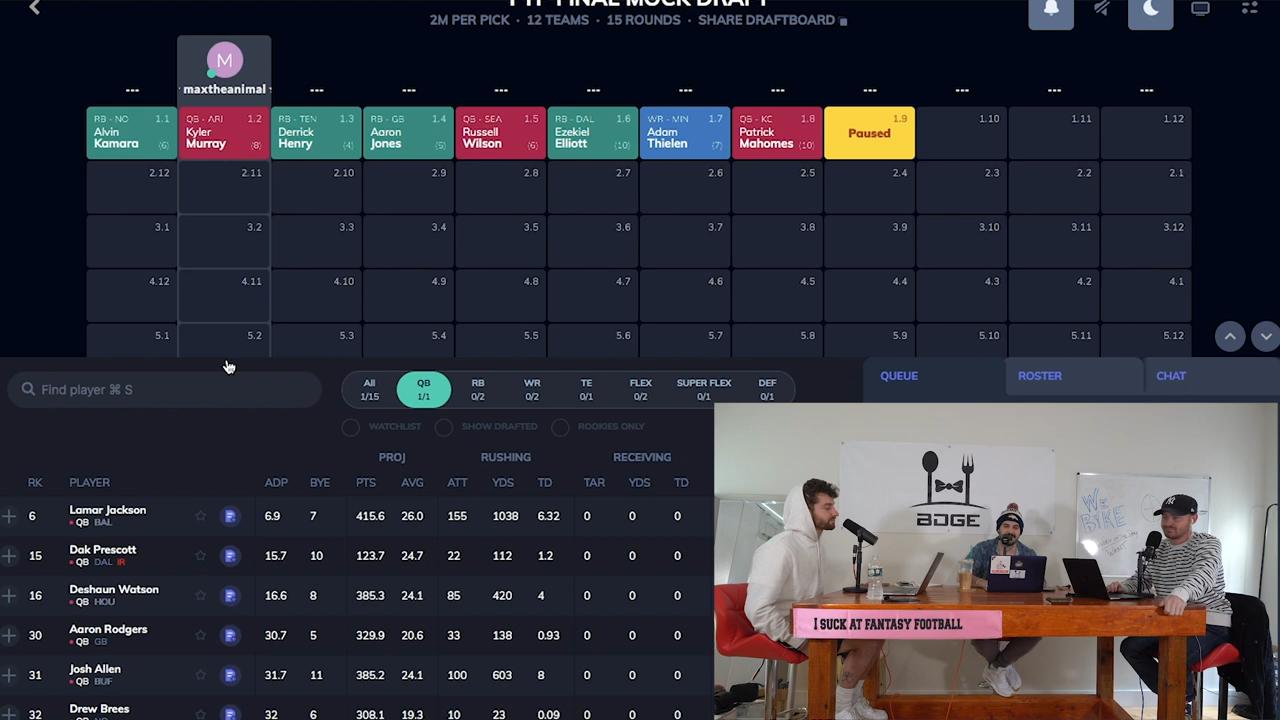 FYF FINAL MOCK DRAFT
2M PER PICK · 12 TEAMS · 15 ROUNDS · SHARE DRAFTBOARD
M
--- maxtheanimal --- --- --- --- --- --- --- --- --- ---
RB - NO 1.1 QB - ARI 1.2 RB - TEN 1.3 RB - GB 1.4 QB - SEA 1.5 RB - DAL 1.6 WR - MIN 1.7 QB - KC 1.8 1.9 1.10 1.11 1.12
Alvin Kyler Derrick Aaron Russell Ezekiel Adam Patrick Paused
Kamara (6) Murray (8) Henry (4) Jones (5) Wilson (6) Elliott (10) Thielen (7) Mahomes (10)
2.12 2.11 2.10 2.9 2.8 2.7 2.6 2.5 2.4 2.3 2.2 2.1
3.1 3.2 3.3 3.4 3.5 3.6 3.7 3.8 3.9 3.10 3.11 3.12
4.12 4.11 4.10 4.9 4.8 4.7 4.6 4.5 4.4 4.3 4.2 4.1
5.1 5.2 5.3 5.4 5.5 5.6 5.7 5.8 5.9 5.10 5.11 5.12
Find player ⌘ S
All QB RB WR TE FLEX SUPER FLEX DEF
1/15 1/1 0/2 0/2 0/1 0/2 0/1 0/1
QUEUE ROSTER CHAT
WATCHLIST SHOW DRAFTED ROOKIES ONLY
PROJ RUSHING RECEIVING
RK PLAYER ADP BYE PTS AVG ATT YDS TD TAR YDS TD
6 Lamar Jackson 6.9 7 415.6 26.0 155 1038 6.32 0 0 0
QB BAL
15 Dak Prescott 15.7 10 123.7 24.7 22 112 1.2 0 0 0
QB DAL IR
16 Deshaun Watson 16.6 8 385.3 24.1 85 420 4 0 0 0
QB HOU
30 Aaron Rodgers 30.7 5 329.9 20.6 33 138 0.93 0 0 0
QB GB
31 Josh Allen 31.7 11 385.2 24.1 100 603 8 0 0 0
QB BUF
32 Drew Brees 32 6 308.1 19.3 10 23 0.09 0 0 0
BDGE
WE
BIKE
I SUCK AT FANTASY FOOTBALL